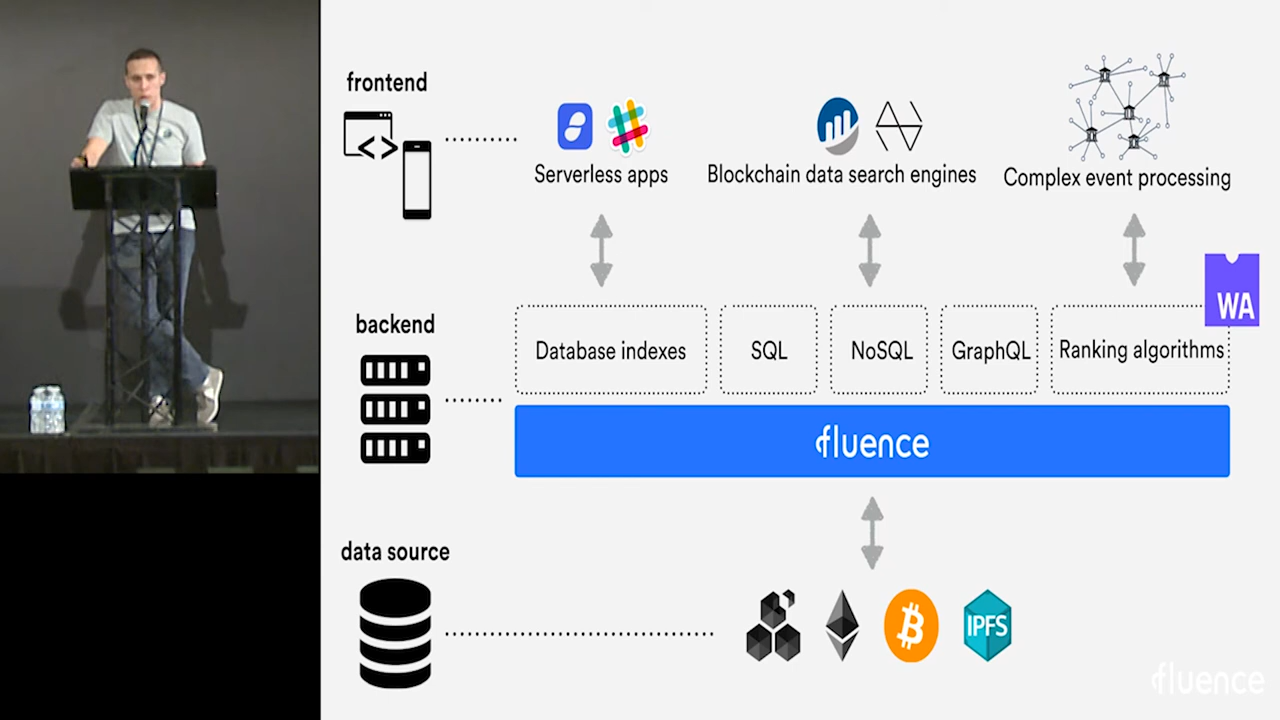 frontend
Serverless apps
Blockchain data search engines
Complex event processing
WA
backend
Database indexes
SQL
NoSQL
GraphQL
Ranking algorithms
fluence
data source
IPFS
fluence